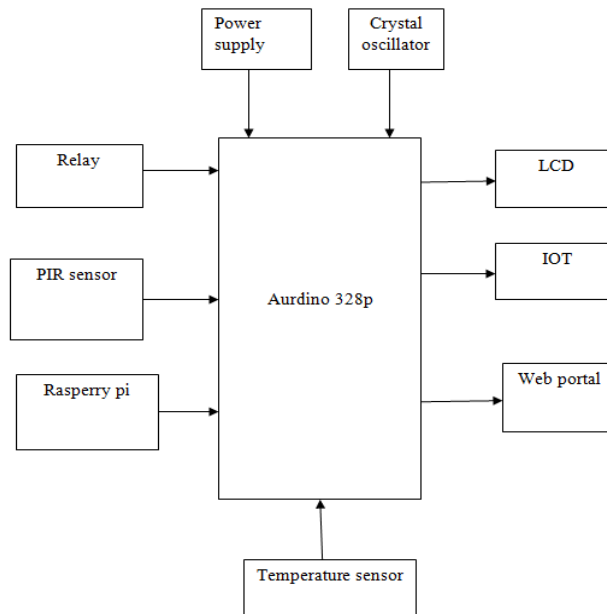 Power
supply
Crystal
oscillator
Relay
LCD
PIR sensor
IOT
Aurdino 328p
Rasperry pi
Web portal
Temperature sensor